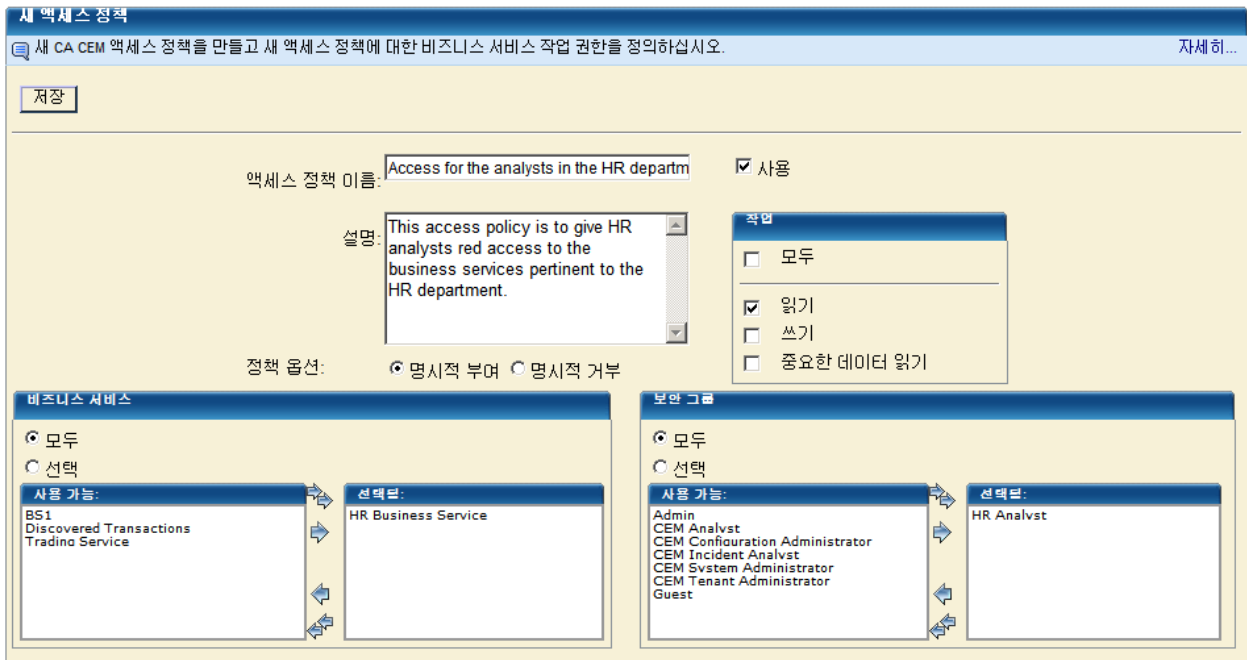 새 액세스 정책
새 CA CEM 액세스 정책을 만들고 새 액세스 정책에 대한 비즈니스 서비스 작업 권한을 정의하십시오.
자세히...
저장
액세스 정책 이름:
Access for the analysts in the HR departm
사용
설명:
This access policy is to give HR
analysts red access to the
business services pertinent to the
HR department.
작업
모두
읽기
쓰기
중요한 데이터 읽기
정책 옵션:
명시적 부여 명시적 거부
비즈니스 서비스
모두
선택
사용 가능:
BS1
Discovered Transactions
Trading Service
선택됨:
HR Business Service
보안 그룹
모두
선택
사용 가능:
Admin
CEM Analyst
CEM Configuration Administrator
CEM Incident Analyst
CEM System Administrator
CEM Tenant Administrator
Guest
선택됨:
HR Analyst